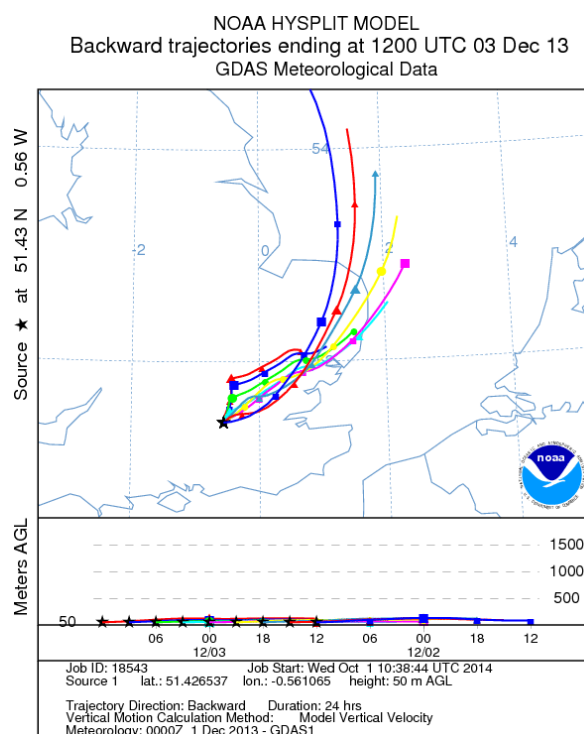 NOAA HYSPLIT MODEL
Backward trajectories ending at 1200 UTC 03 Dec 13
GDAS Meteorological Data
Source ★ at 51.43 N 0.56 W
54
-2
0
2
4
noaa
Meters AGL
1500
1000
500
50
06 00 18 12 06 00 18 12
12/03 12/02
Job ID: 18543 Job Start: Wed Oct 1 10:38:44 UTC 2014
Source 1 lat.: 51.426537 lon.: -0.561065 height: 50 m AGL
Trajectory Direction: Backward Duration: 24 hrs
Vertical Motion Calculation Method: Model Vertical Velocity
Meteorology: 0000Z 1 Dec 2013 - GDAS1